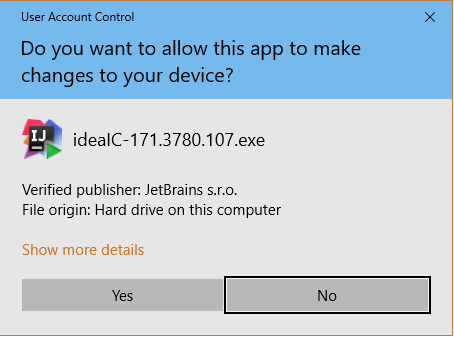 User Account Control
Do you want to allow this app to make
changes to your device?
IJ
ideaIC-171.3780.107.exe
Verified publisher: JetBrains s.r.o.
File origin: Hard drive on this computer
Show more details
Yes No